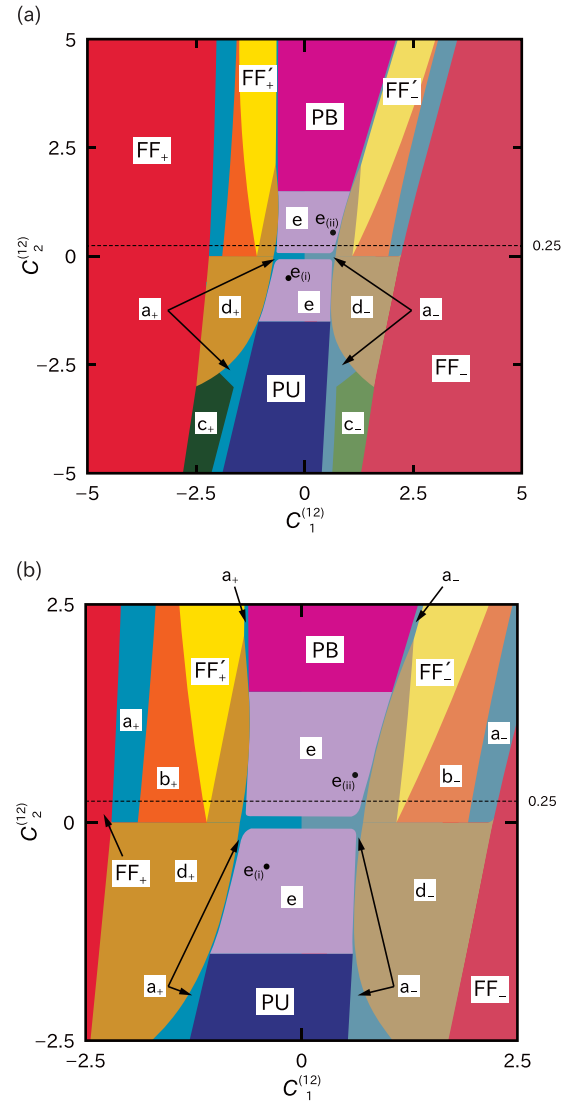 (a)
5
2.5
0
−2.5
−5
C₂⁽¹²⁾
FF₊
FF′₊
PB
FF′₋
e
e₍ᵢᵢ₎
0.25
e₍ᵢ₎
a₊
d₊
e
d₋
a₋
FF₋
PU
c₊
c₋
−5
−2.5
0
2.5
5
C₁⁽¹²⁾
(b)
a₊
a₋
2.5
0
−2.5
C₂⁽¹²⁾
PB
FF′₊
FF′₋
a₊
e
a₋
b₊
e₍ᵢᵢ₎
b₋
0.25
FF₊
d₊
e₍ᵢ₎
e
d₋
a₊
PU
a₋
FF₋
−2.5
0
2.5
C₁⁽¹²⁾